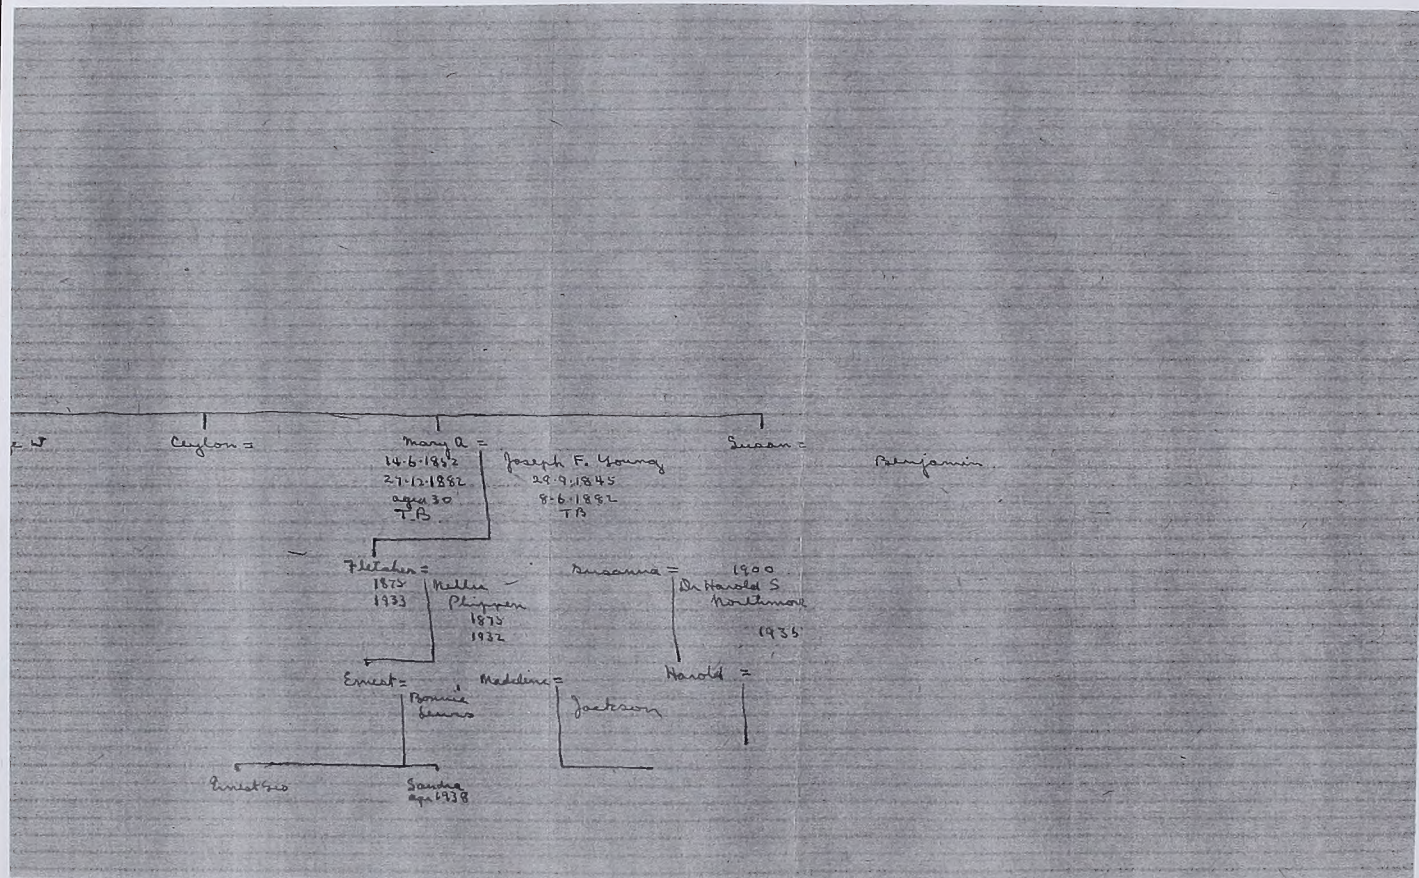 W
Ceylon =
Mary A =
14.6.1852
27.12.1882
aged 30
T.B.
Joseph F. Young
29.9.1845
8.6.1882
TB
Susan =
Benjamin
Fletcher =
1875
1933
Nellie
Phippen
1875
1932
Susanna =
1900
Dr Harold S
Northmore
1935
Ernest =
Bonnie
Lewis
Madeline =
Jackson
Harold =
Ernest Geo
Sandra
1938